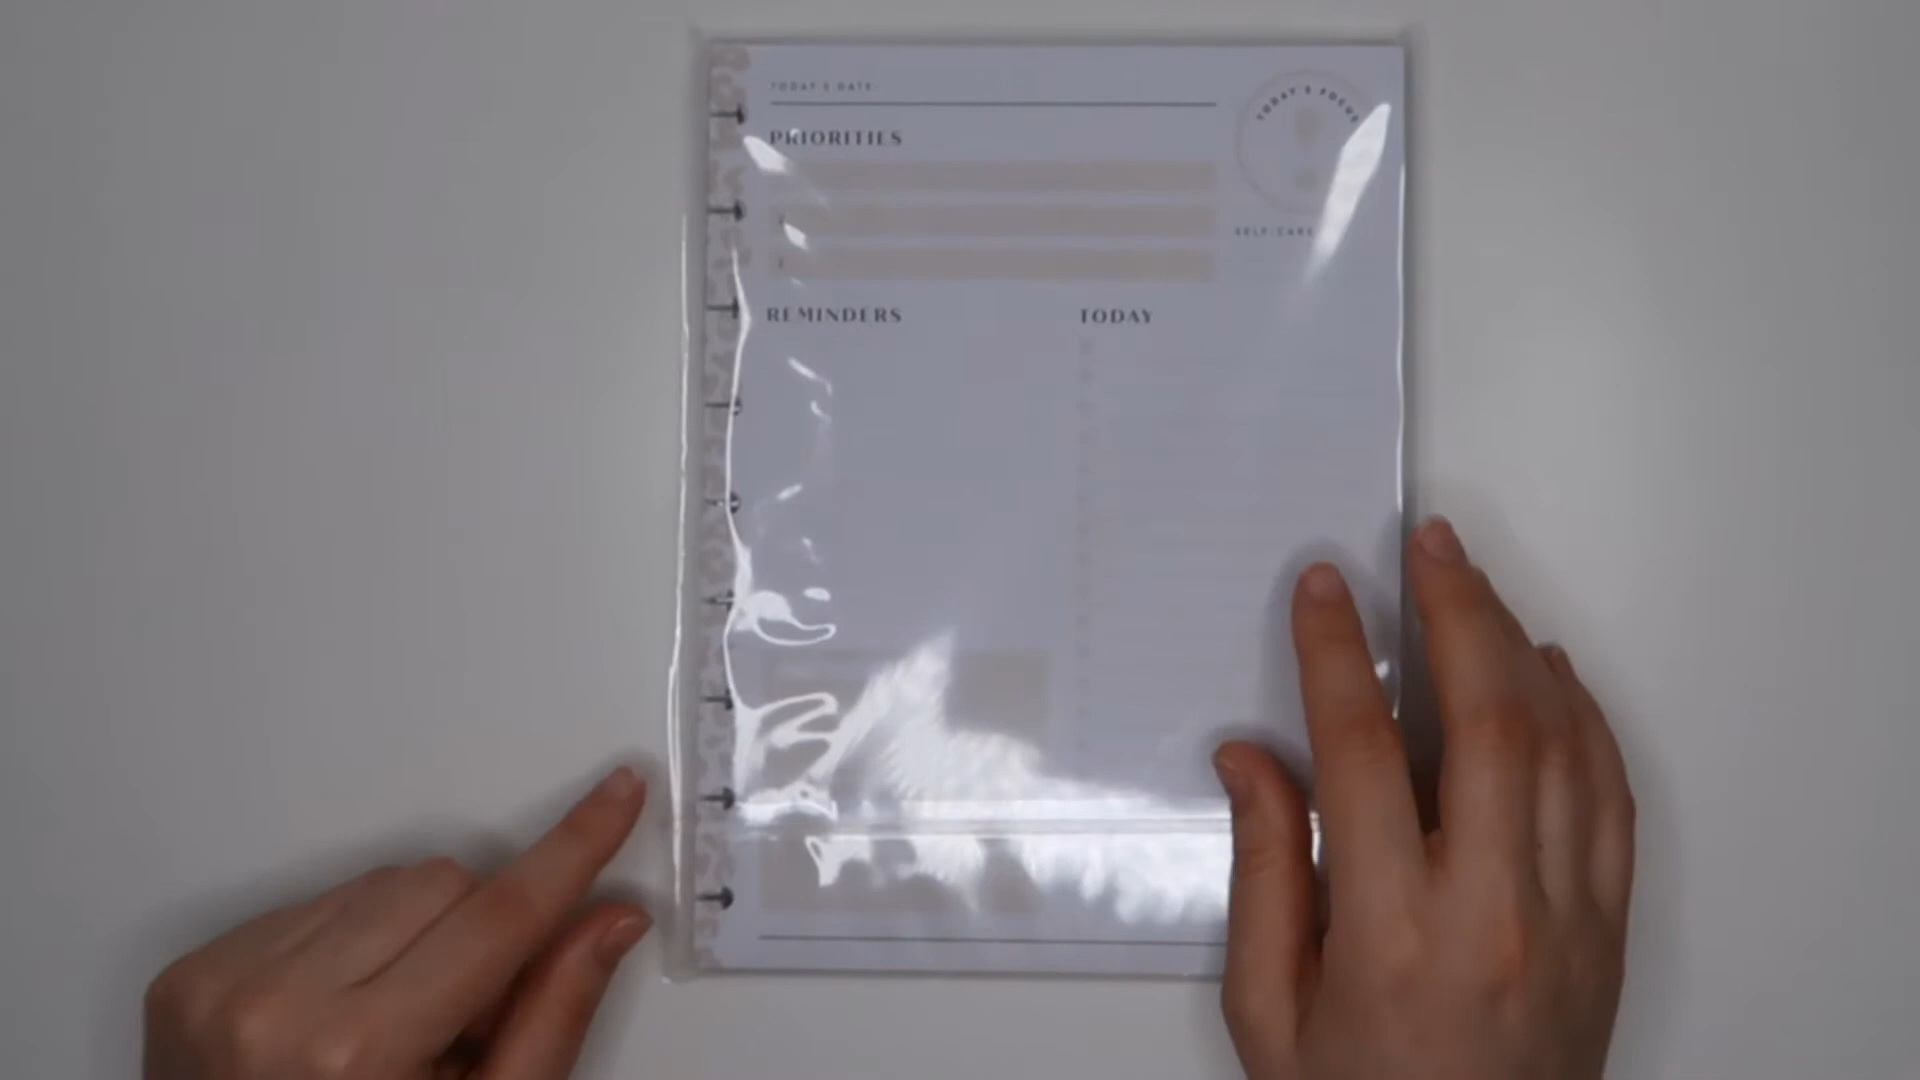 TODAY'S DATE:
TODAY'S FOCUS
PRIORITIES
SELF-CARE
REMINDERS
TODAY